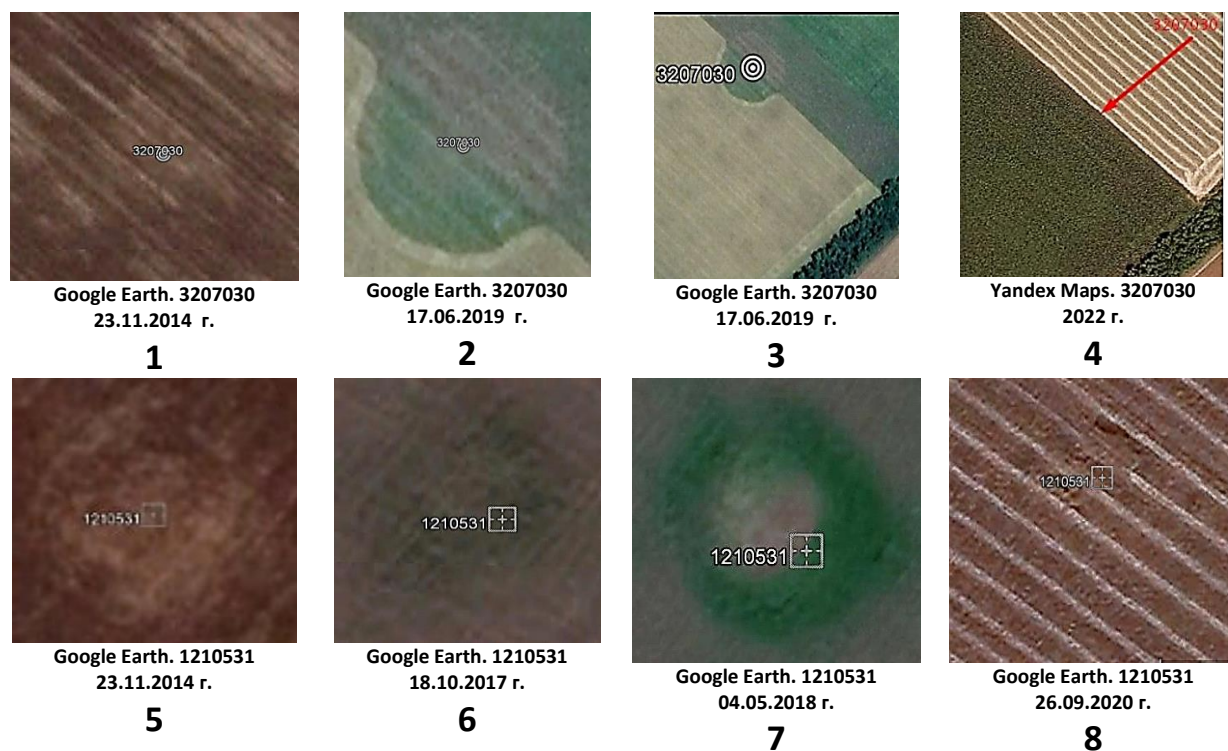 3207030
3207030
3207030
3207030
Google Earth. 3207030
23.11.2014 г.
1
Google Earth. 3207030
17.06.2019 г.
2
Google Earth. 3207030
17.06.2019 г.
3
Yandex Maps. 3207030
2022 г.
4
1210531
1210531
1210531
1210531
Google Earth. 1210531
23.11.2014 г.
5
Google Earth. 1210531
18.10.2017 г.
6
Google Earth. 1210531
04.05.2018 г.
7
Google Earth. 1210531
26.09.2020 г.
8